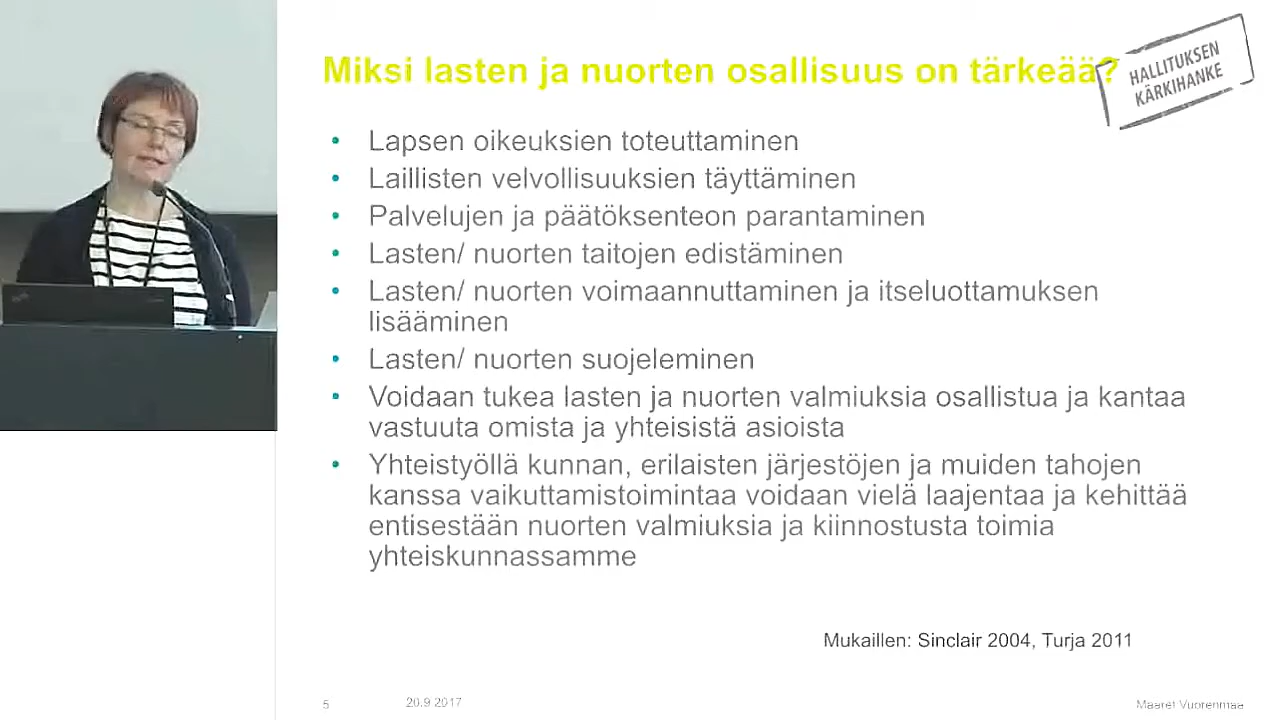 Miksi lasten ja nuorten osallisuus on tärkeää?
HALLITUKSEN
KÄRKIHANKE
• Lapsen oikeuksien toteuttaminen
• Laillisten velvollisuuksien täyttäminen
• Palvelujen ja päätöksenteon parantaminen
• Lasten/ nuorten taitojen edistäminen
• Lasten/ nuorten voimaannuttaminen ja itseluottamuksen
lisääminen
• Lasten/ nuorten suojeleminen
• Voidaan tukea lasten ja nuorten valmiuksia osallistua ja kantaa
vastuuta omista ja yhteisistä asioista
• Yhteistyöllä kunnan, erilaisten järjestöjen ja muiden tahojen
kanssa vaikuttamistoimintaa voidaan vielä laajentaa ja kehittää
entisestään nuorten valmiuksia ja kiinnostusta toimia
yhteiskunnassamme
Mukaillen: Sinclair 2004, Turja 2011
5
20.9.2017
Maaret Vuorenmaa